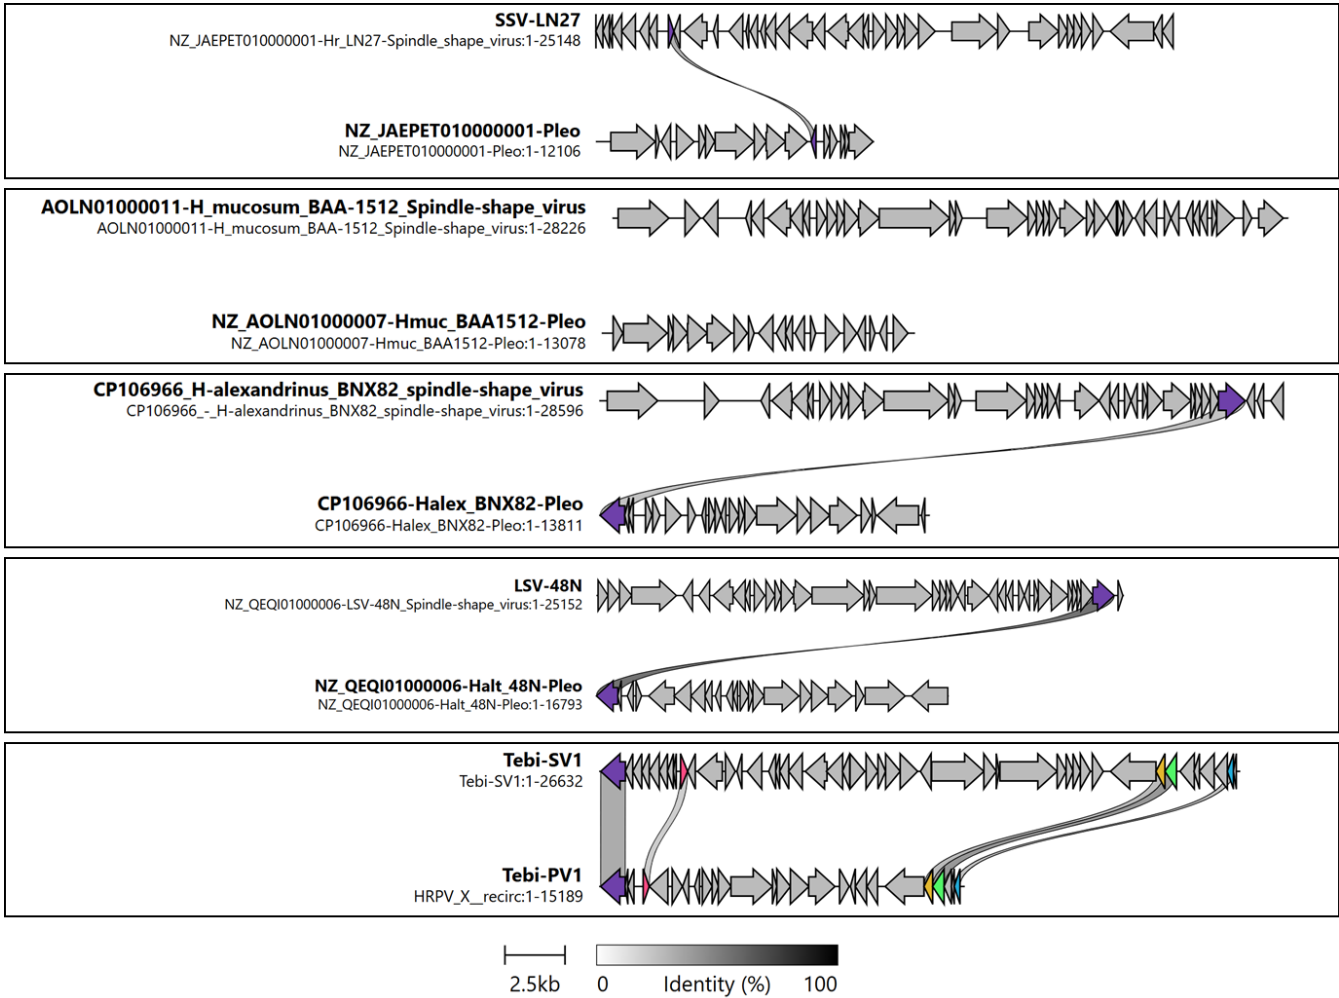 SSV-LN27
NZ_JAEPET010000001-Hr_LN27-Spindle_shape_virus:1-25148
NZ_JAEPET010000001-Pleo
NZ_JAEPET010000001-Pleo:1-12106
AOLN01000011-H_mucosum_BAA-1512_Spindle-shape_virus
AOLN01000011-H_mucosum_BAA-1512_Spindle-shape_virus:1-28226
NZ_AOLN01000007-Hmuc_BAA1512-Pleo
NZ_AOLN01000007-Hmuc_BAA1512-Pleo:1-13078
CP106966_H-alexandrinus_BNX82_spindle-shape_virus
CP106966_-_H-alexandrinus_BNX82_spindle-shape_virus:1-28596
CP106966-Halex_BNX82-Pleo
CP106966-Halex_BNX82-Pleo:1-13811
LSV-48N
NZ_QEQI01000006-LSV-48N_Spindle-shape_virus:1-25152
NZ_QEQI01000006-Halt_48N-Pleo
NZ_QEQI01000006-Halt_48N-Pleo:1-16793
Tebi-SV1
Tebi-SV1:1-26632
Tebi-PV1
HRPV_X__recirc:1-15189
2.5kb
0 Identity (%) 100